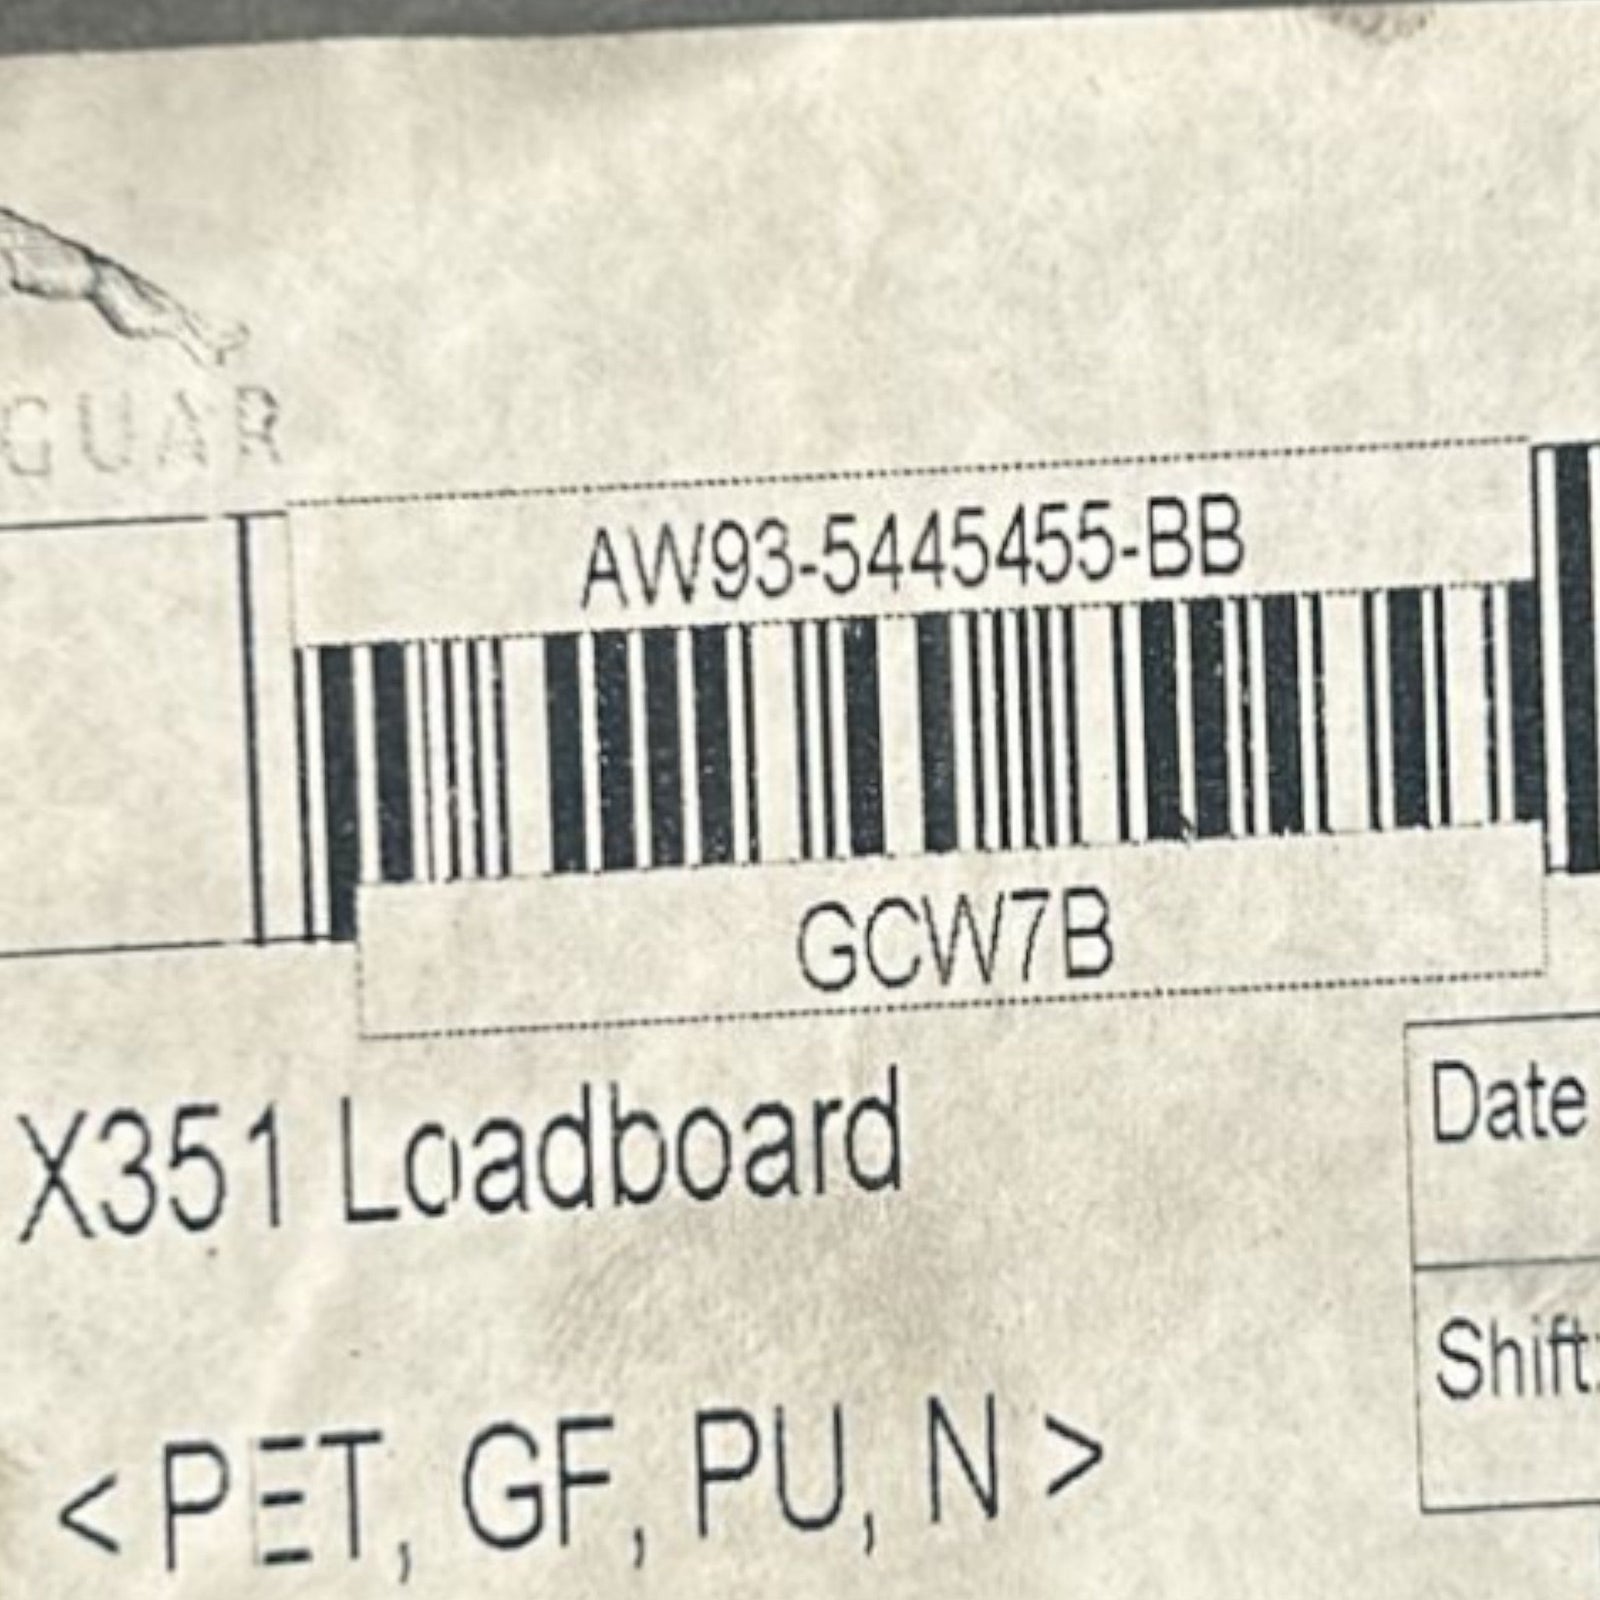 GUAR
AW93-5445455-BB
GCW7B
X351 Loadboard
Date
Shift:
< PET, GF, PU, N >